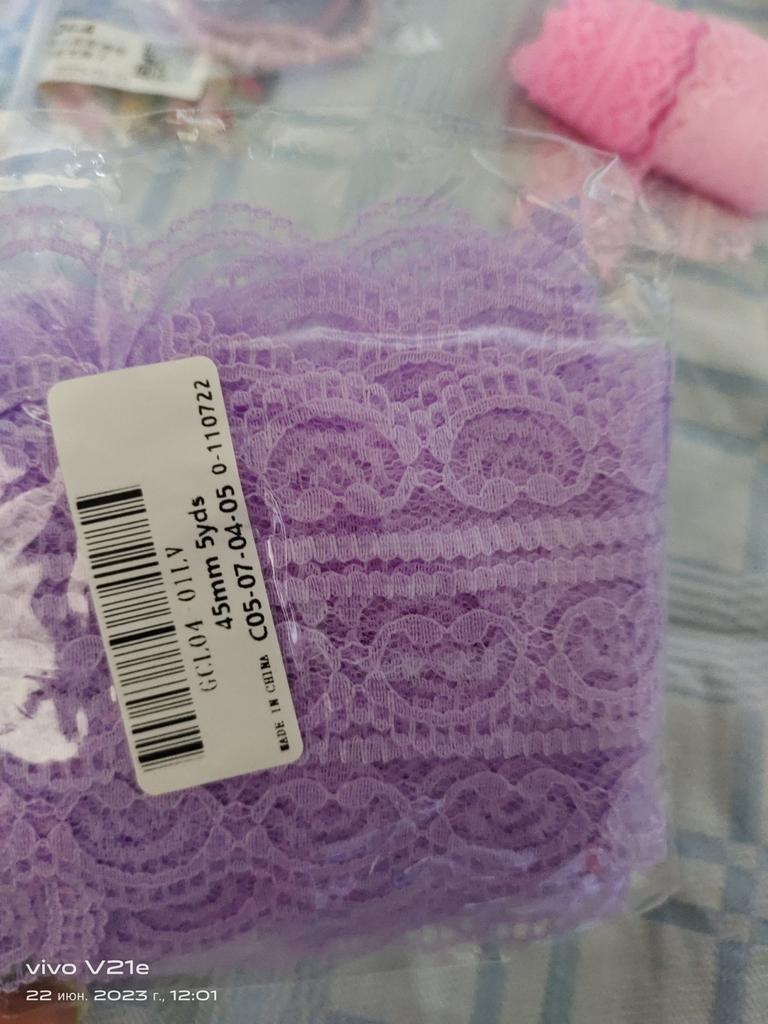 GCL04-01LV
45mm 5yds
C05-07-04-05 0-110722
MADE IN CHINA
vivo V21e
22 июн. 2023 г., 12:01